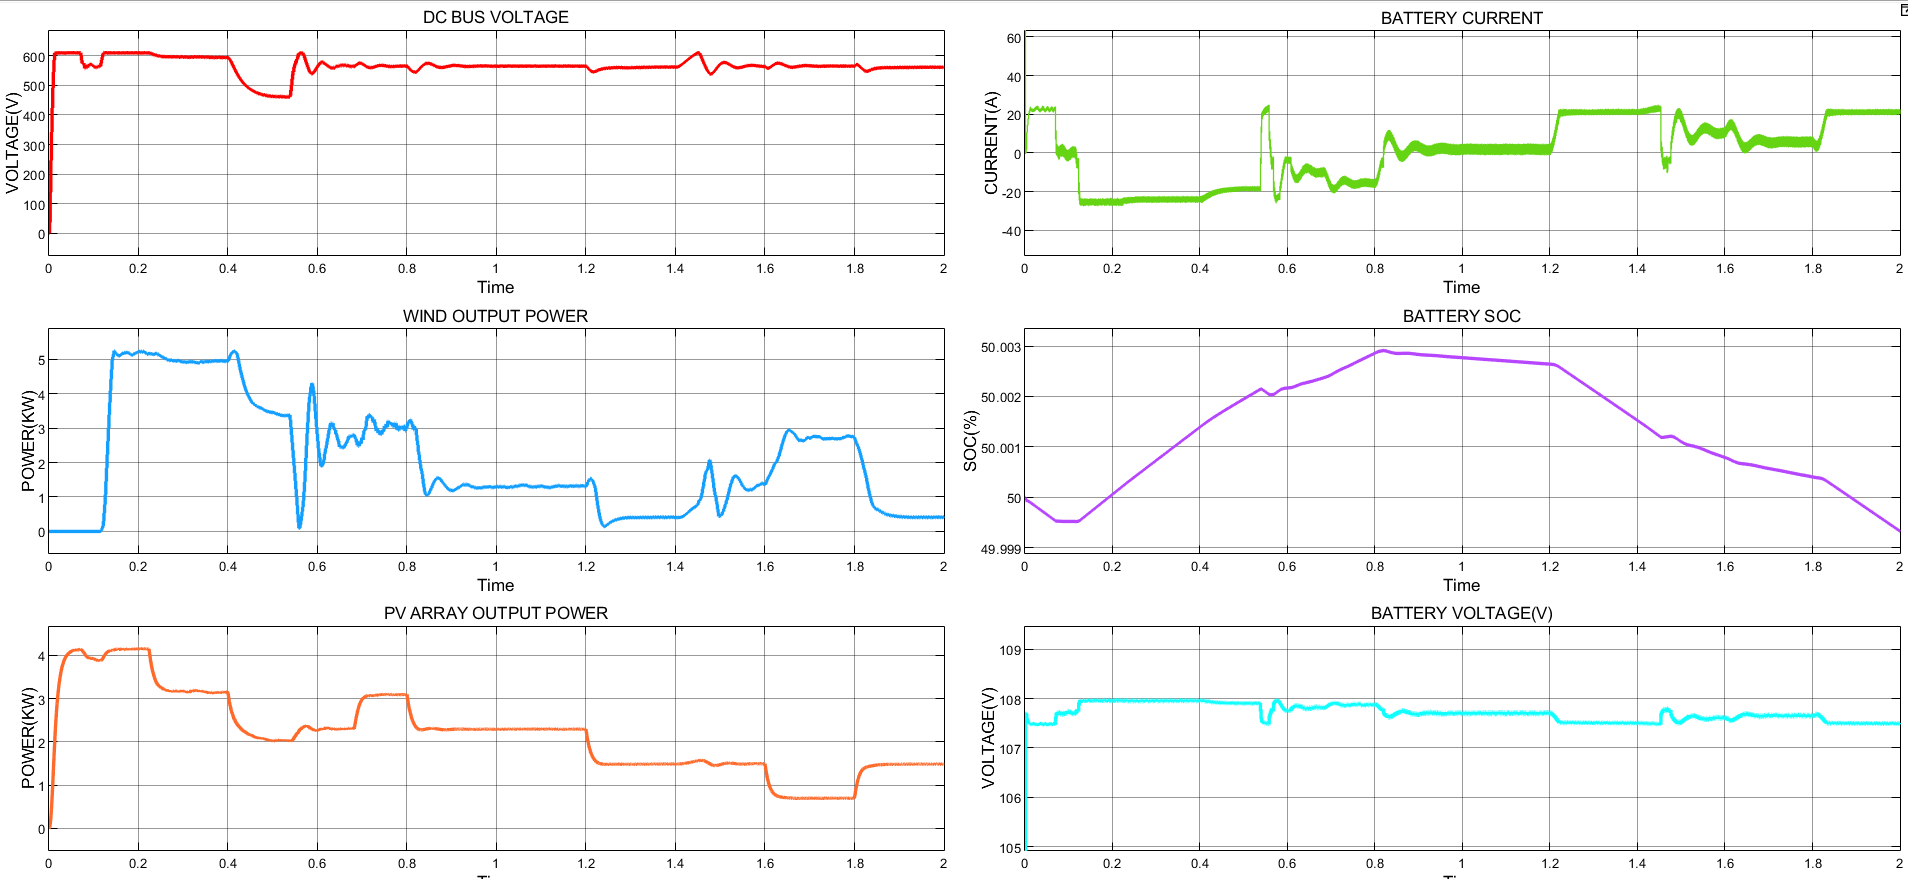 DC BUS VOLTAGE
VOLTAGE(V)
600
500
400
300
200
100
0
0 0.2 0.4 0.6 0.8 1 1.2 1.4 1.6 1.8 2
Time
BATTERY CURRENT
CURRENT(A)
60
40
20
0
-20
-40
0 0.2 0.4 0.6 0.8 1 1.2 1.4 1.6 1.8 2
Time
WIND OUTPUT POWER
POWER(KW)
5
4
3
2
1
0
0 0.2 0.4 0.6 0.8 1 1.2 1.4 1.6 1.8 2
Time
BATTERY SOC
SOC(%)
50.003
50.002
50.001
50
49.999
0 0.2 0.4 0.6 0.8 1 1.2 1.4 1.6 1.8 2
Time
PV ARRAY OUTPUT POWER
POWER(KW)
4
3
2
1
0
0 0.2 0.4 0.6 0.8 1 1.2 1.4 1.6 1.8 2
BATTERY VOLTAGE(V)
VOLTAGE(V)
109
108
107
106
105
0 0.2 0.4 0.6 0.8 1 1.2 1.4 1.6 1.8 2